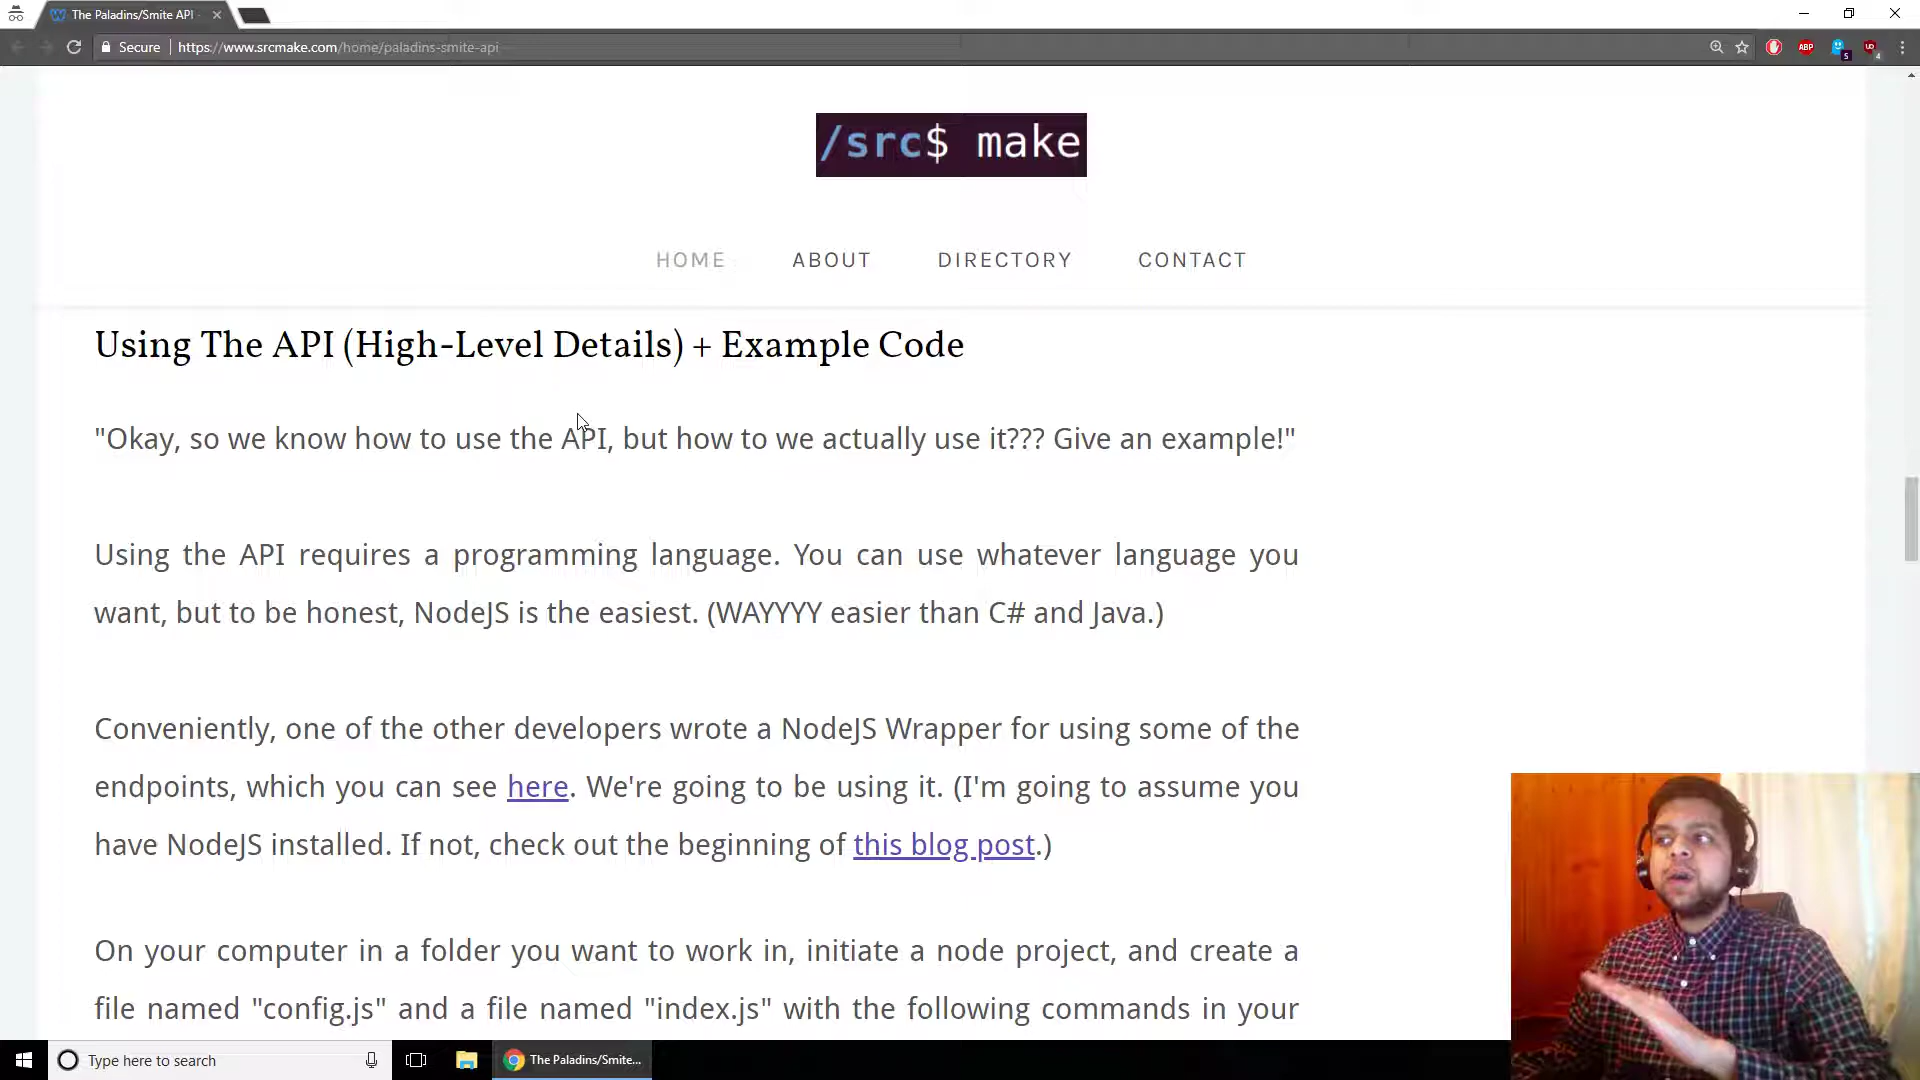 The Paladins/Smite API
Secure https://www.srcmake.com/home/paladins-smite-api
ABP
S
UD
4
/src$ make
HOME ABOUT DIRECTORY CONTACT
Using The API (High-Level Details) + Example Code
"Okay, so we know how to use the API, but how to we actually use it??? Give an example!"
Using the API requires a programming language. You can use whatever language you
want, but to be honest, NodeJS is the easiest. (WAYYYY easier than C# and Java.)
Conveniently, one of the other developers wrote a NodeJS Wrapper for using some of the
endpoints, which you can see here. We're going to be using it. (I'm going to assume you
have NodeJS installed. If not, check out the beginning of this blog post.)
On your computer in a folder you want to work in, initiate a node project, and create a
file named "config.js" and a file named "index.js" with the following commands in your
Type here to search
The Paladins/Smite...